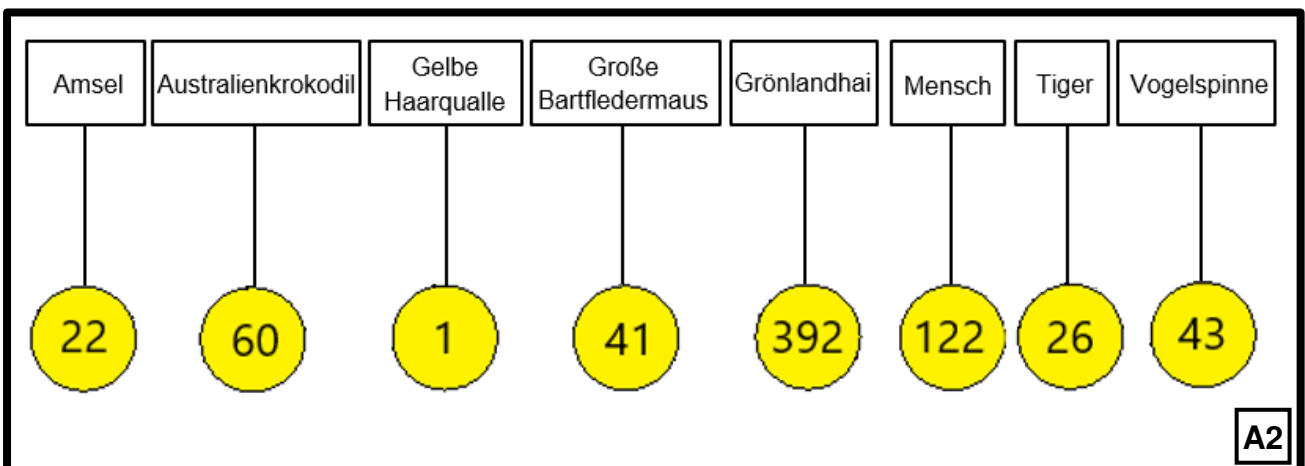 Amsel
Australienkrokodil
Gelbe
Haarqualle
Große
Bartfledermaus
Grönlandhai
Mensch
Tiger
Vogelspinne
22
60
1
41
392
122
26
43
A2